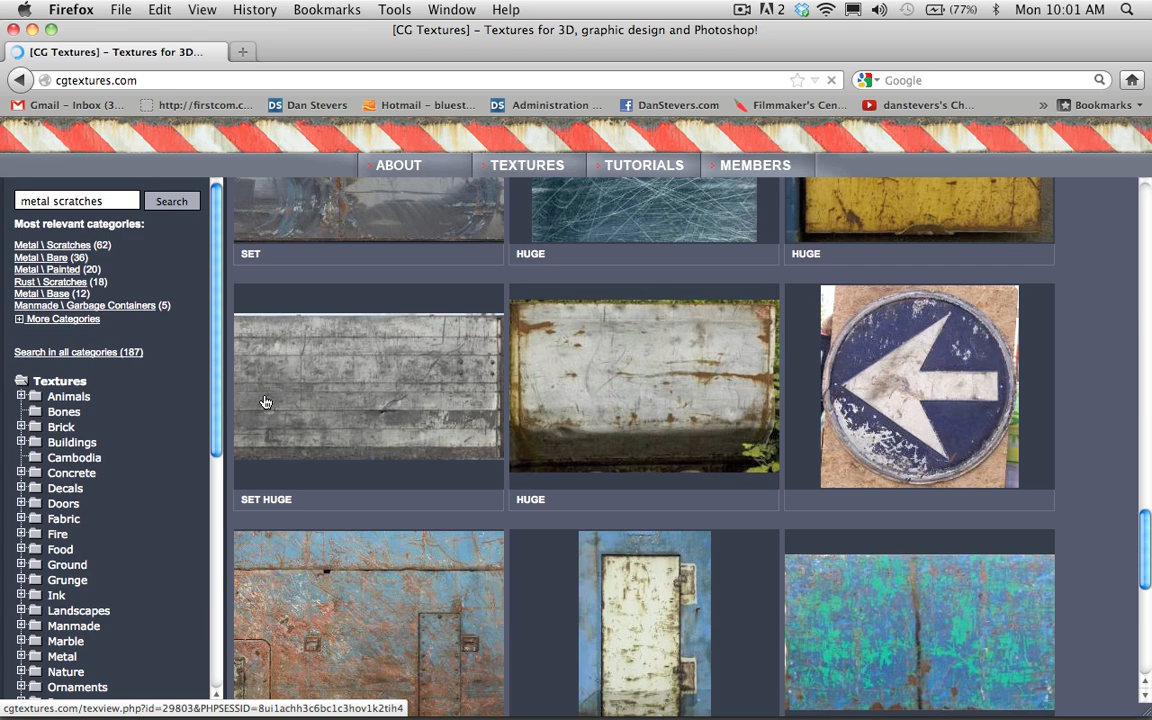 Firefox File Edit View History Bookmarks Tools Window Help 2 (77%) Mon 10:01 AM
[CG Textures] – Textures for 3D, graphic design and Photoshop!
[CG Textures] – Textures for 3D...
cgtextures.com Google
Gmail – Inbox (3... http://firstcom.c... DS Dan Stevers Hotmail – bluest... DS Administration ... DanStevers.com Filmmaker's Cen... danstevers's Ch... » Bookmarks
ABOUT TEXTURES TUTORIALS MEMBERS
metal scratches Search
Most relevant categories:
Metal \ Scratches (62)
Metal \ Bare (36)
Metal \ Painted (20)
Rust \ Scratches (18)
Metal \ Base (12)
Manmade \ Garbage Containers (5)
More Categories
Search in all categories (187)
Textures
Animals
Bones
Brick
Buildings
Cambodia
Concrete
Decals
Doors
Fabric
Fire
Food
Ground
Grunge
Ink
Landscapes
Manmade
Marble
Metal
Nature
Ornaments
SET HUGE HUGE
SET HUGE HUGE
cgtextures.com/texview.php?id=29803&PHPSESSID=8ui1achh3c6bc1c3hov1k2tih4